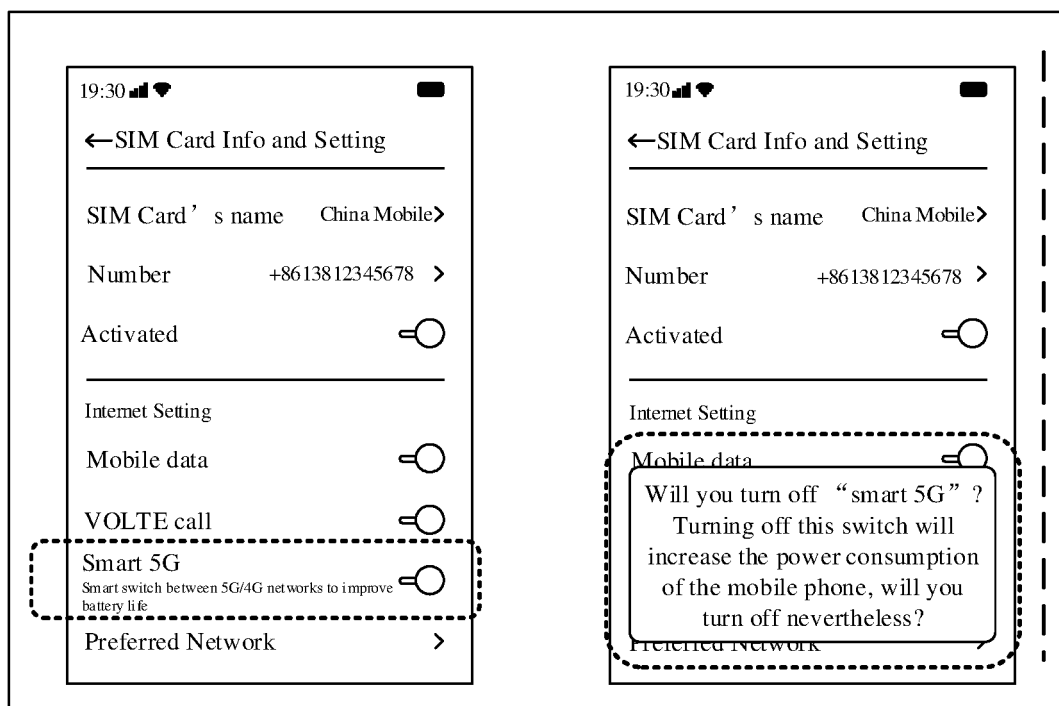 19:30
←SIM Card Info and Setting
SIM Card’s name China Mobile>
Number +8613812345678 >
Activated
Internet Setting
Mobile data
VOLTE call
Smart 5G
Smart switch between 5G/4G networks to improve
battery life
Preferred Network >
19:30
←SIM Card Info and Setting
SIM Card’s name China Mobile>
Number +8613812345678 >
Activated
Internet Setting
Mobile data
Will you turn off “smart 5G”?
Turning off this switch will
increase the power consumption
of the mobile phone, will you
turn off nevertheless?
Preferred Network